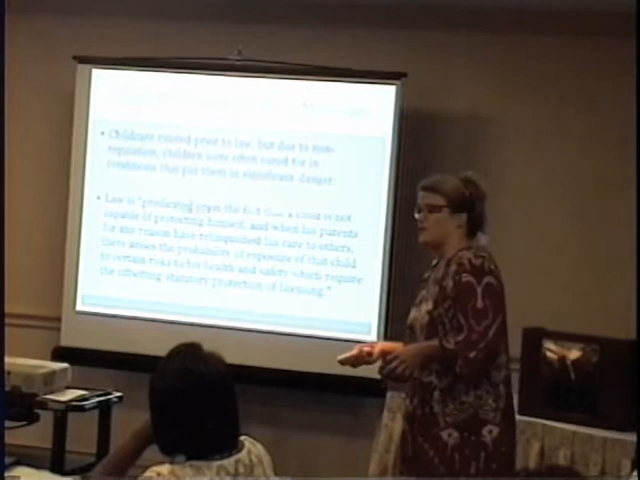 • Childcare existed prior to law, but due to non-
regulation, children were often cared for in
conditions that put them in significant danger
• Law is "predicated upon the fact that a child is not
capable of protecting himself, and when his parents
for any reason have relinquished his care to others,
there arises the probability of exposure of that child
to certain risks to his health and safety which require
the offsetting statutory protection of licensing."